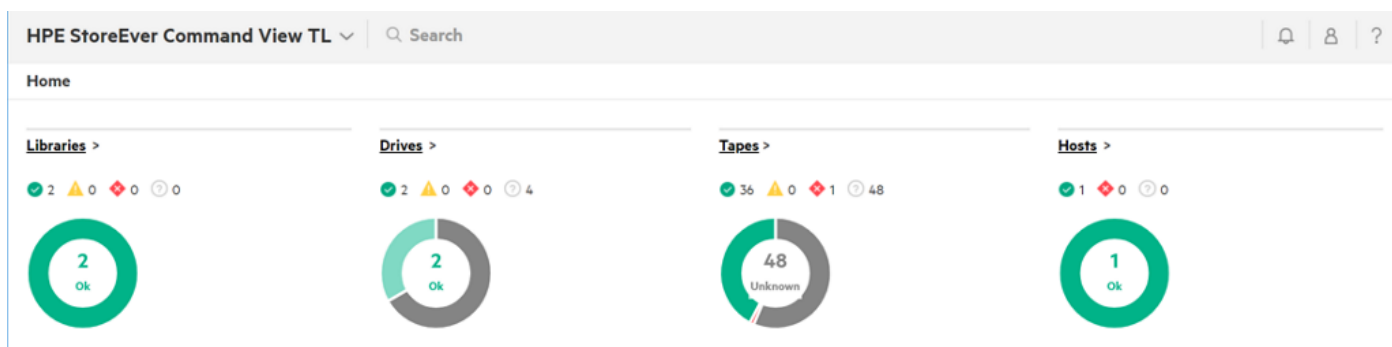 HPE StoreEver Command View TL Search ?
Home
Libraries > Drives > Tapes > Hosts >
2 0 0 ? 0 2 0 0 ? 4 36 0 1 ? 48 1 0 ? 0
2 2 48 1
Ok Ok Unknown Ok